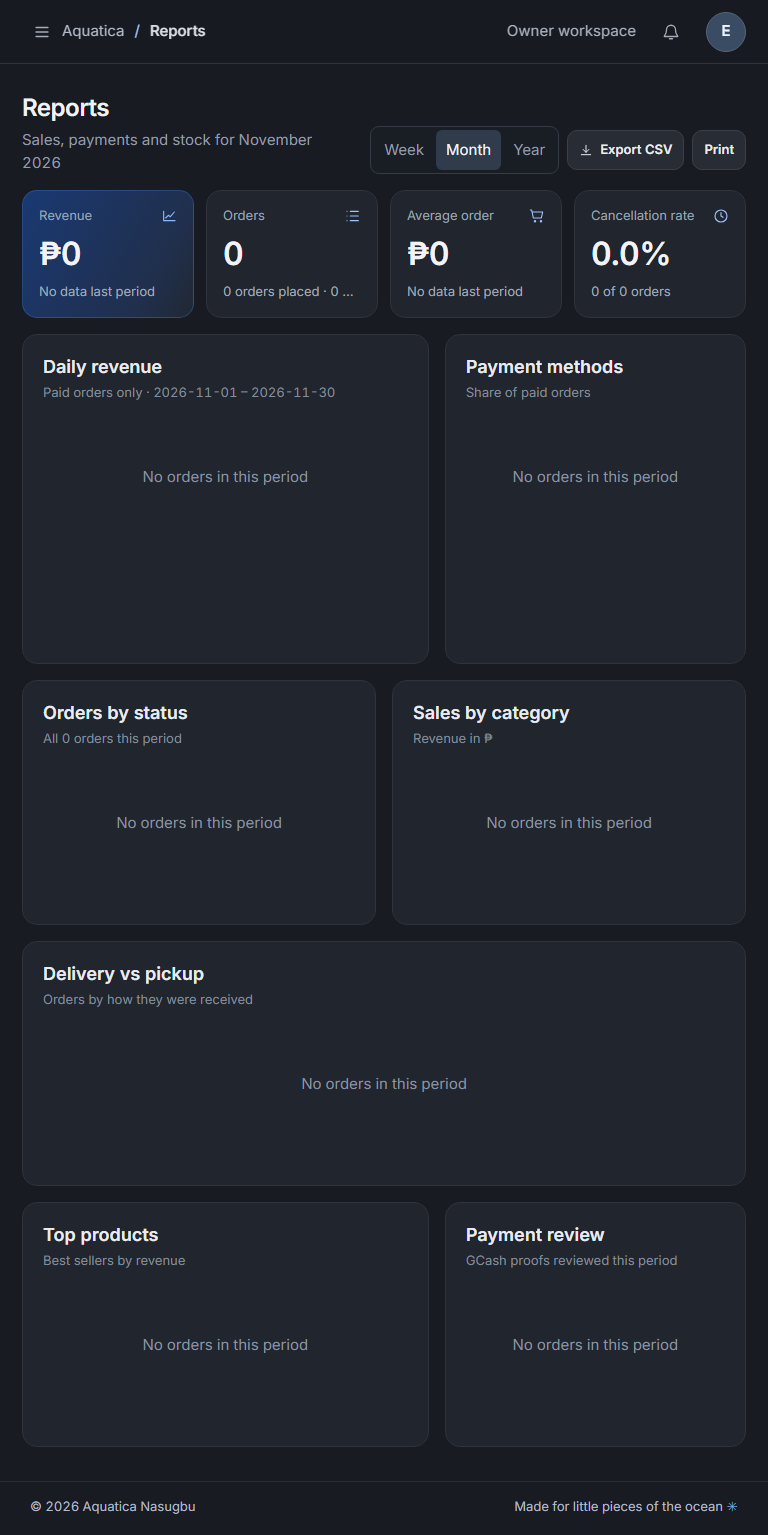 Aquatica / Reports
Owner workspace
E
Reports
Sales, payments and stock for November
2026
Week Month Year
Export CSV
Print
Revenue
₱0
No data last period
Orders
0
0 orders placed · 0 ...
Average order
₱0
No data last period
Cancellation rate
0.0%
0 of 0 orders
Daily revenue
Paid orders only · 2026-11-01 – 2026-11-30
No orders in this period
Payment methods
Share of paid orders
No orders in this period
Orders by status
All 0 orders this period
No orders in this period
Sales by category
Revenue in ₱
No orders in this period
Delivery vs pickup
Orders by how they were received
No orders in this period
Top products
Best sellers by revenue
No orders in this period
Payment review
GCash proofs reviewed this period
No orders in this period
© 2026 Aquatica Nasugbu
Made for little pieces of the ocean ✳